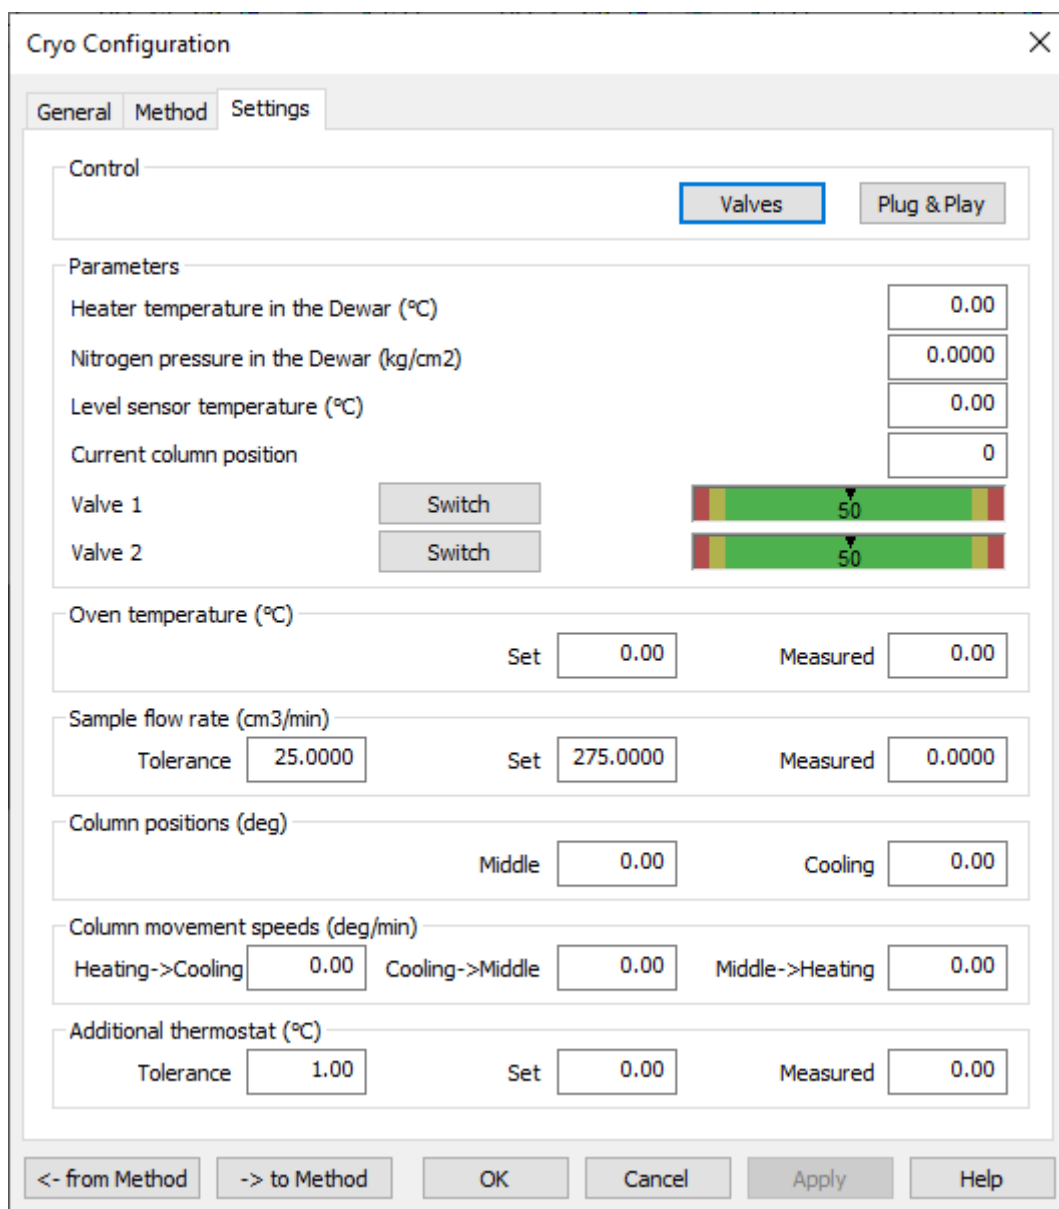 Cryo Configuration
General Method Settings
Control
Valves Plug & Play
Parameters
Heater temperature in the Dewar (ºC) 0.00
Nitrogen pressure in the Dewar (kg/cm2) 0.0000
Level sensor temperature (ºC) 0.00
Current column position 0
Valve 1 Switch 50
Valve 2 Switch 50
Oven temperature (ºC)
Set 0.00 Measured 0.00
Sample flow rate (cm3/min)
Tolerance 25.0000 Set 275.0000 Measured 0.0000
Column positions (deg)
Middle 0.00 Cooling 0.00
Column movement speeds (deg/min)
Heating->Cooling 0.00 Cooling->Middle 0.00 Middle->Heating 0.00
Additional thermostat (ºC)
Tolerance 1.00 Set 0.00 Measured 0.00
<- from Method -> to Method OK Cancel Apply Help